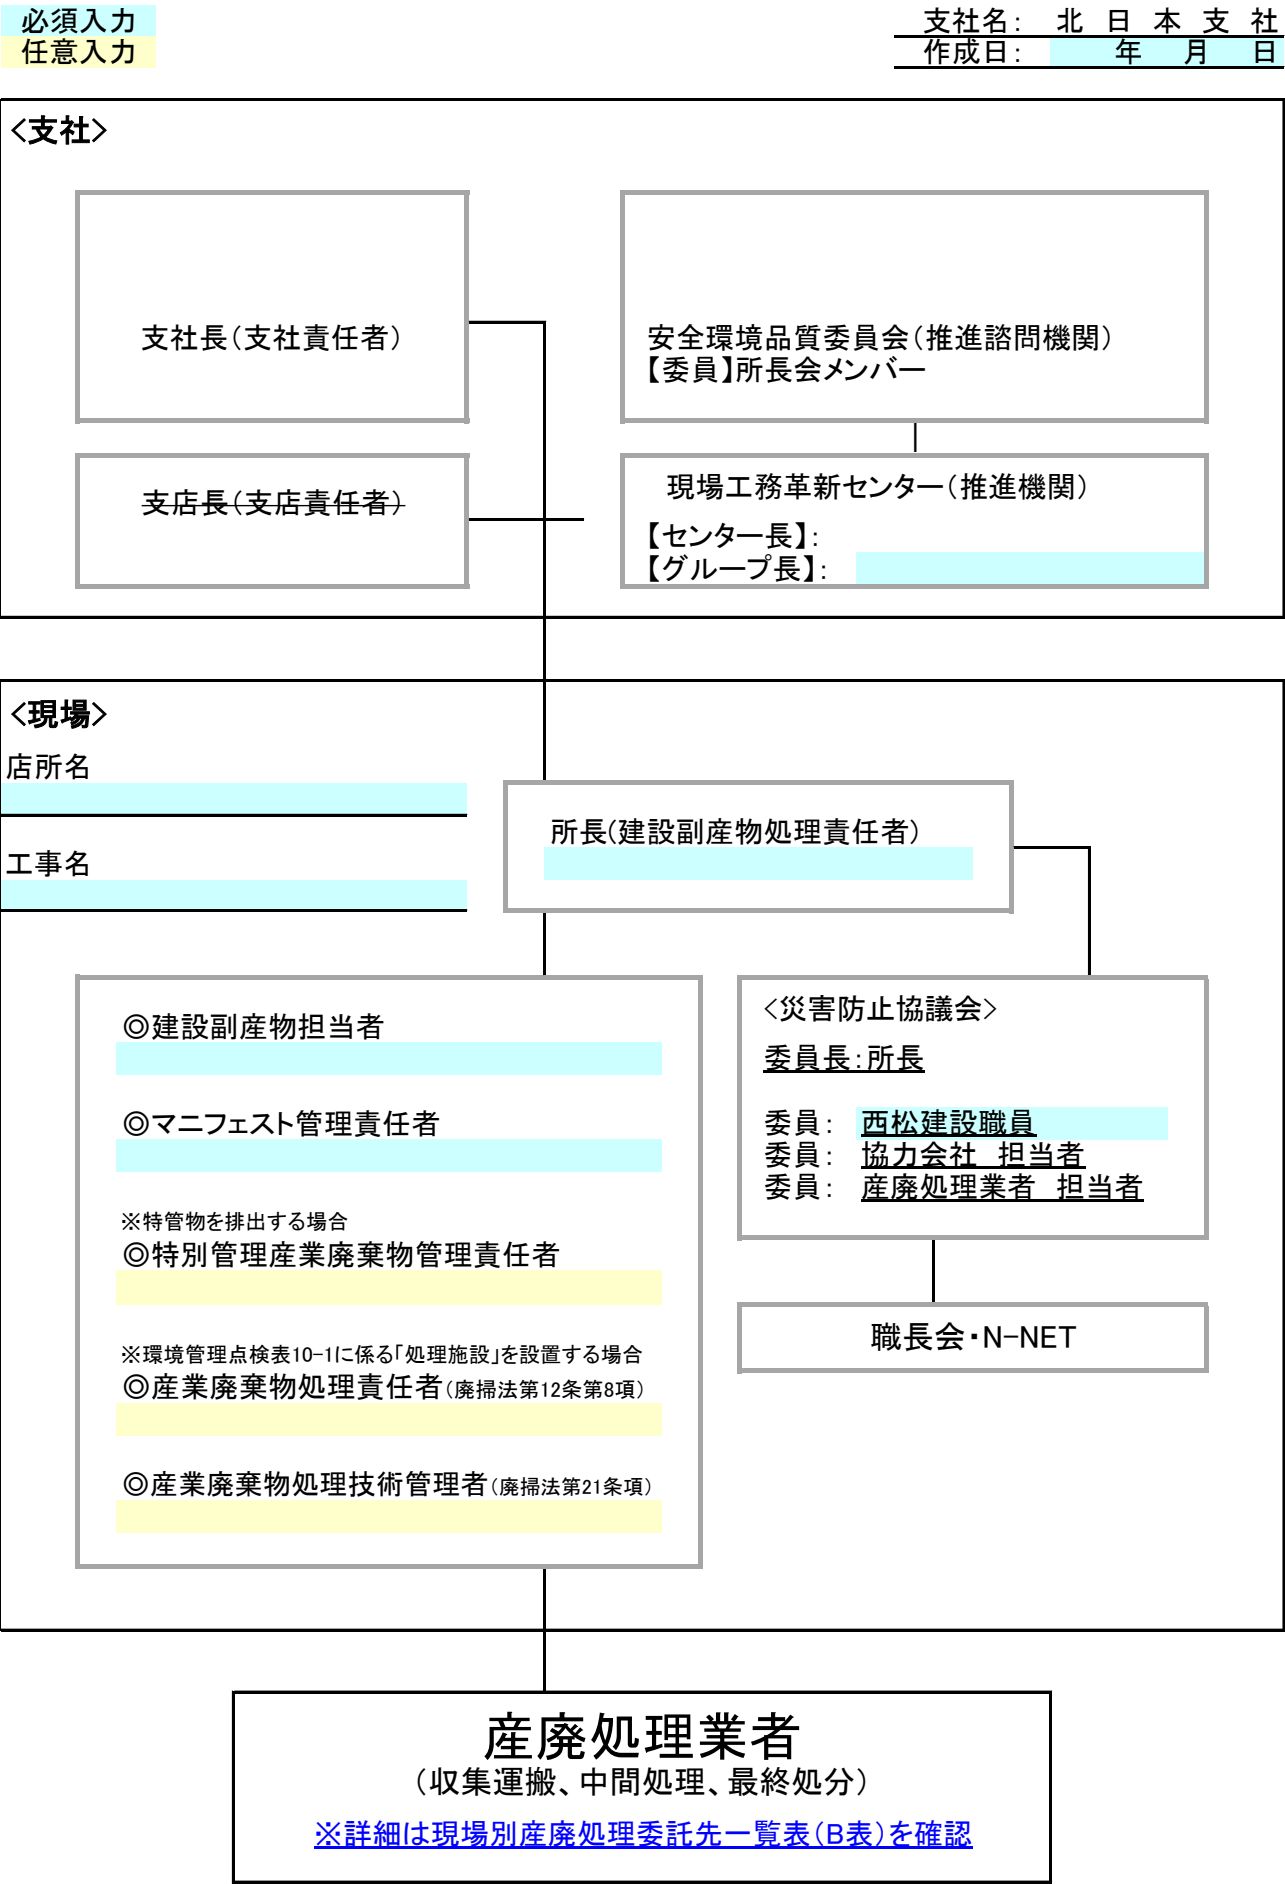 必須入力
任意入力
支社名： 北 日 本 支 社
作成日： 年 月 日
<支社>
支社長（支社責任者）
安全環境品質委員会（推進諮問機関）
【委員】所長会メンバー
支店長（支店責任者）
現場工務革新センター（推進機関）
【センター長】：
【グループ長】：
<現場>
店所名
工事名
所長(建設副産物処理責任者）
◎建設副産物担当者
◎マニフェスト管理責任者
※特管物を排出する場合
◎特別管理産業廃棄物管理責任者
※環境管理点検表10-1に係る「処理施設」を設置する場合
◎産業廃棄物処理責任者（廃掃法第12条第8項）
◎産業廃棄物処理技術管理者（廃掃法第21条項）
<災害防止協議会>
委員長：所長
委員： 西松建設職員
委員： 協力会社 担当者
委員： 産廃処理業者 担当者
職長会・N-NET
産廃処理業者
（収集運搬、中間処理、最終処分）
※詳細は現場別産廃処理委託先一覧表（B表）を確認